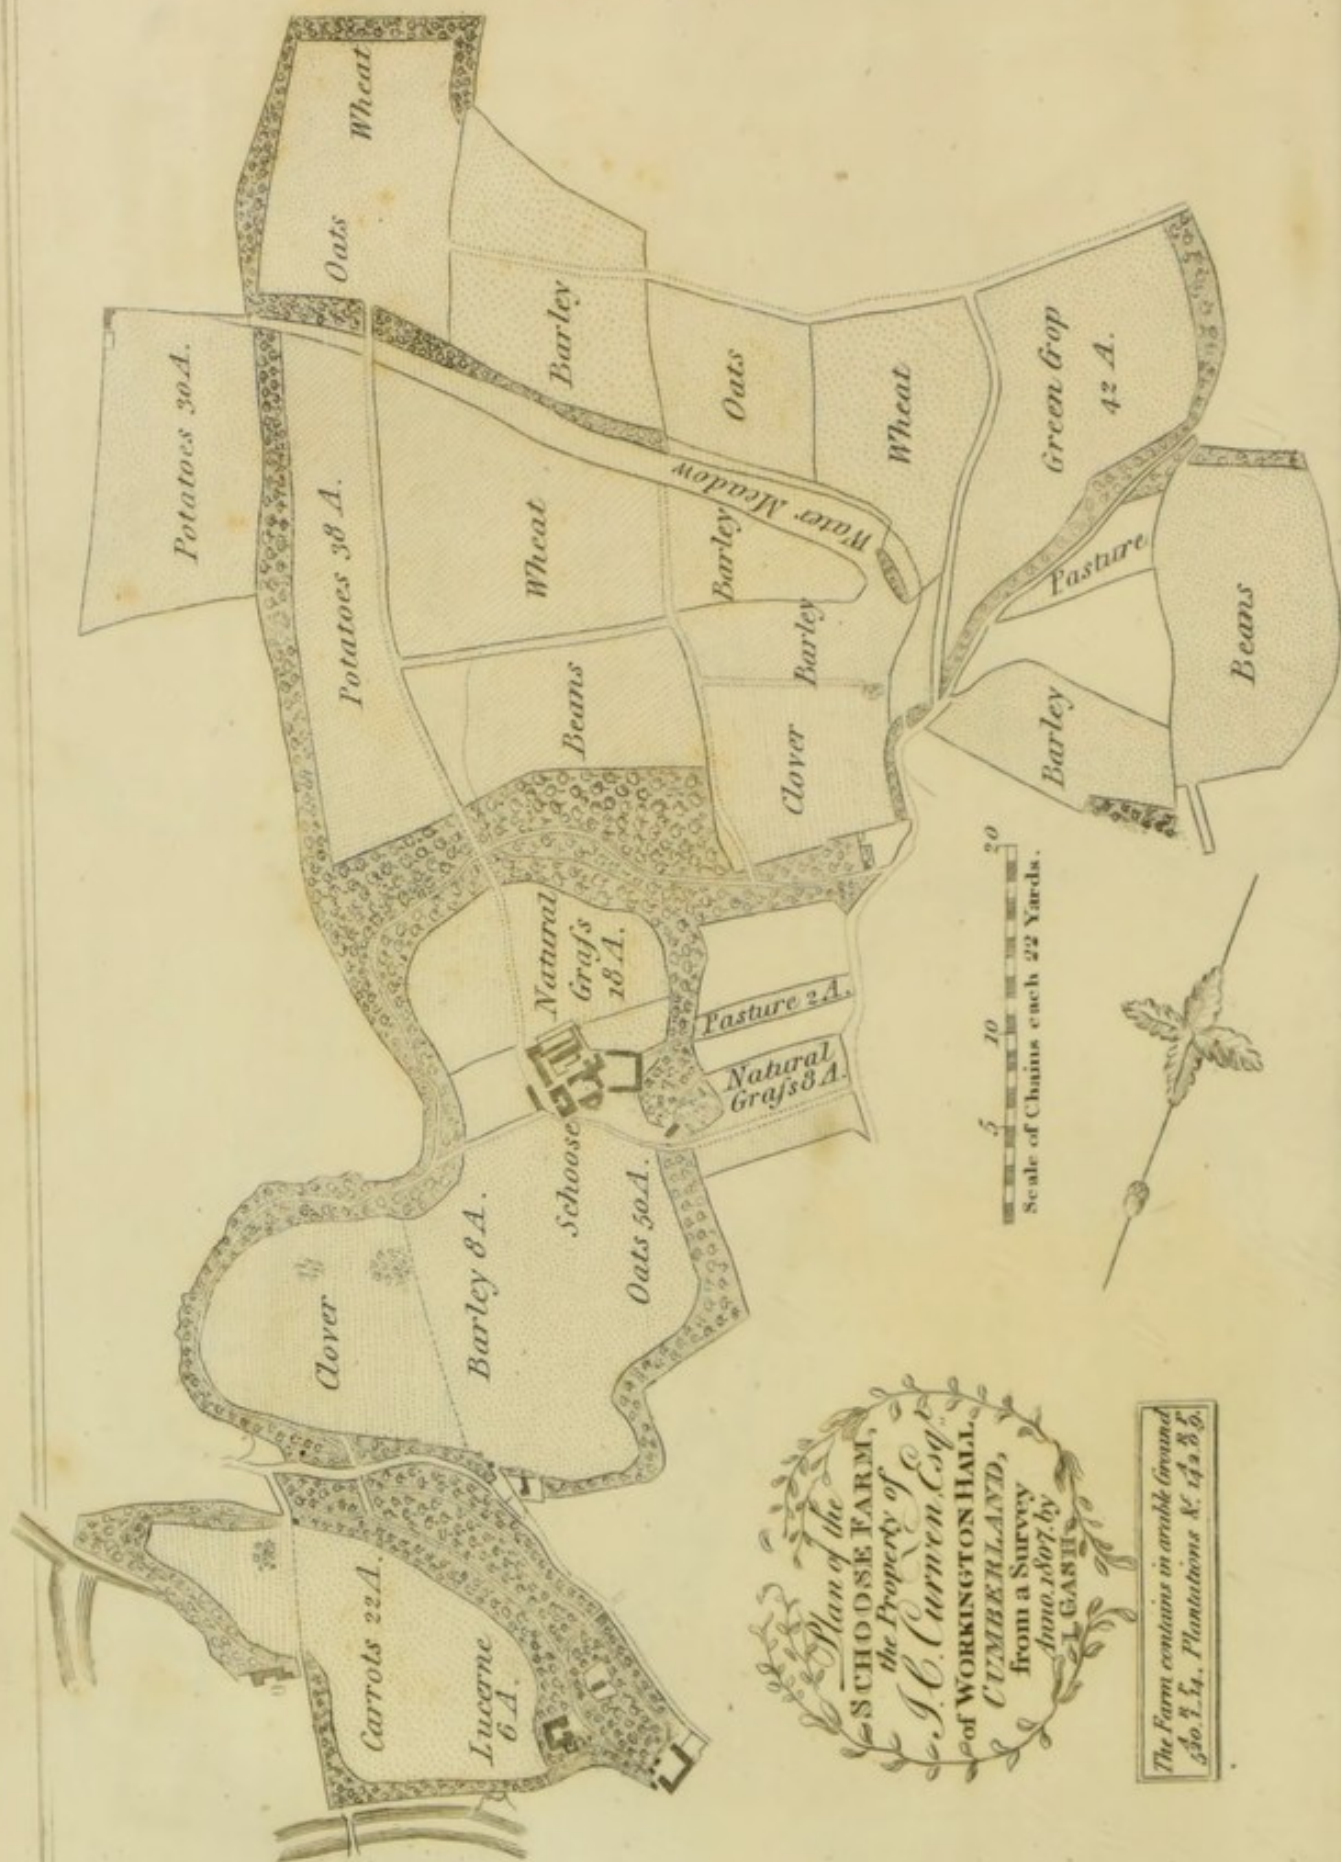 Plan of the
SCHOOSE FARM,
the Property of
J. C. Curwen, Esqr.
of WORKINGTON HALL,
CUMBERLAND,
from a Survey
Anno. 1807. by
I. GASH
The Farm contains in arable Ground
A. R. P. A. R. P.
Plantations &c.
Scale of Chains each 22 Yards.
5
10
20
Carrots 22 A.
Lucerne
6 A.
Clover
Barley 8 A.
Schoose
Oats 50 A.
Natural
Graſs
18 A.
Pasture 2 A.
Natural
Graſs 8 A.
Potatoes 30 A.
Potatoes 38 A.
Wheat
Beans
Barley
Barley
Clover
Water Meadow
Wheat
Oats
Barley
Oats
Wheat
Green Crop
42 A.
Pasture
Barley
Beans